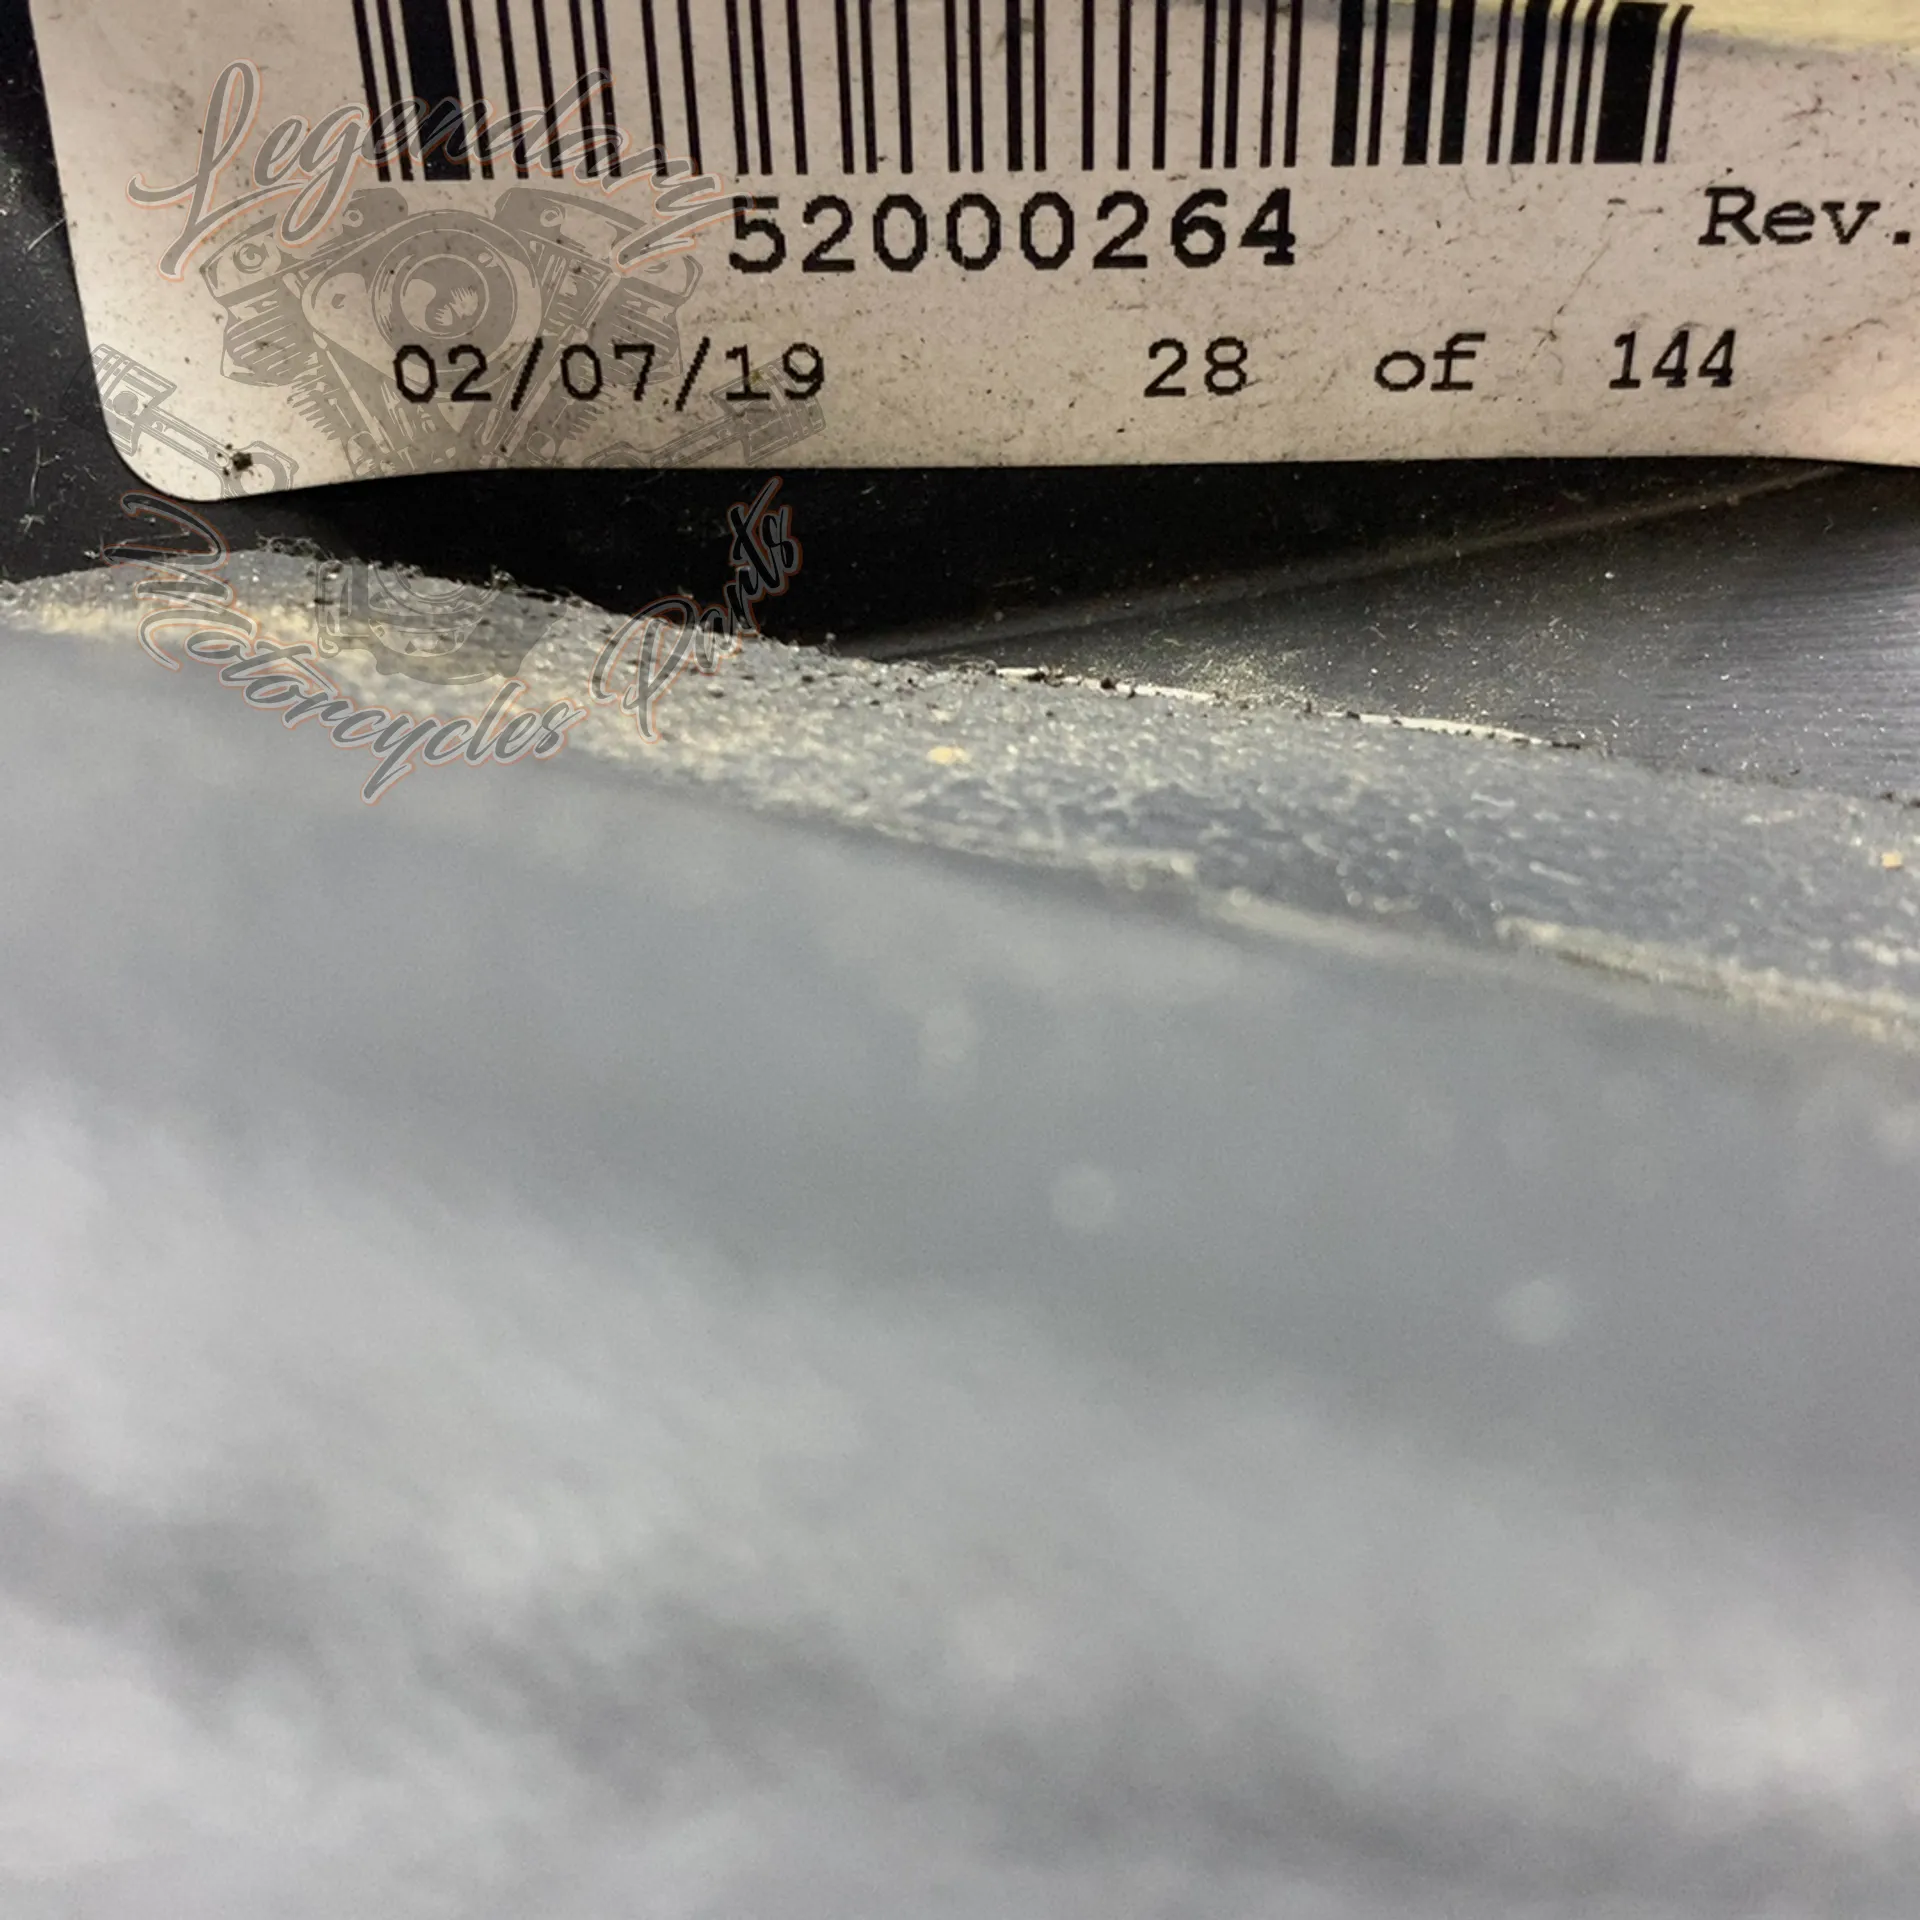 Legendary
52000264 Rev.
02/07/19 28 of 144
Motorcycles Parts